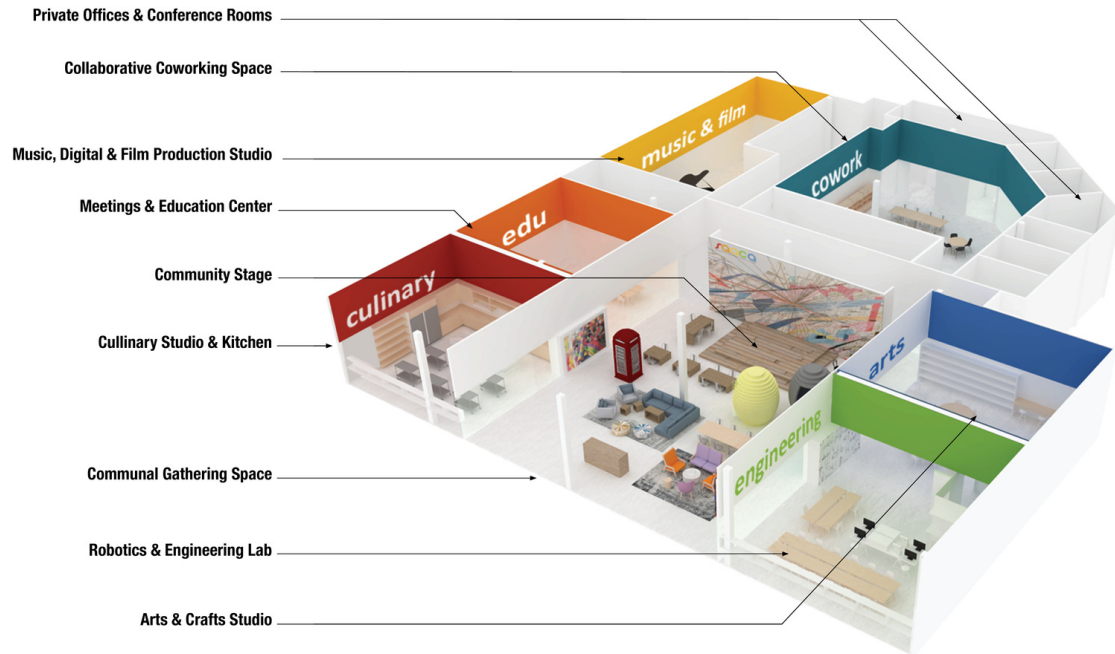 Private Offices & Conference Rooms
Collaborative Coworking Space
Music, Digital & Film Production Studio
Meetings & Education Center
Community Stage
Cullinary Studio & Kitchen
Communal Gathering Space
Robotics & Engineering Lab
Arts & Crafts Studio
music & film
cowork
edu
culinary
arts
engineering